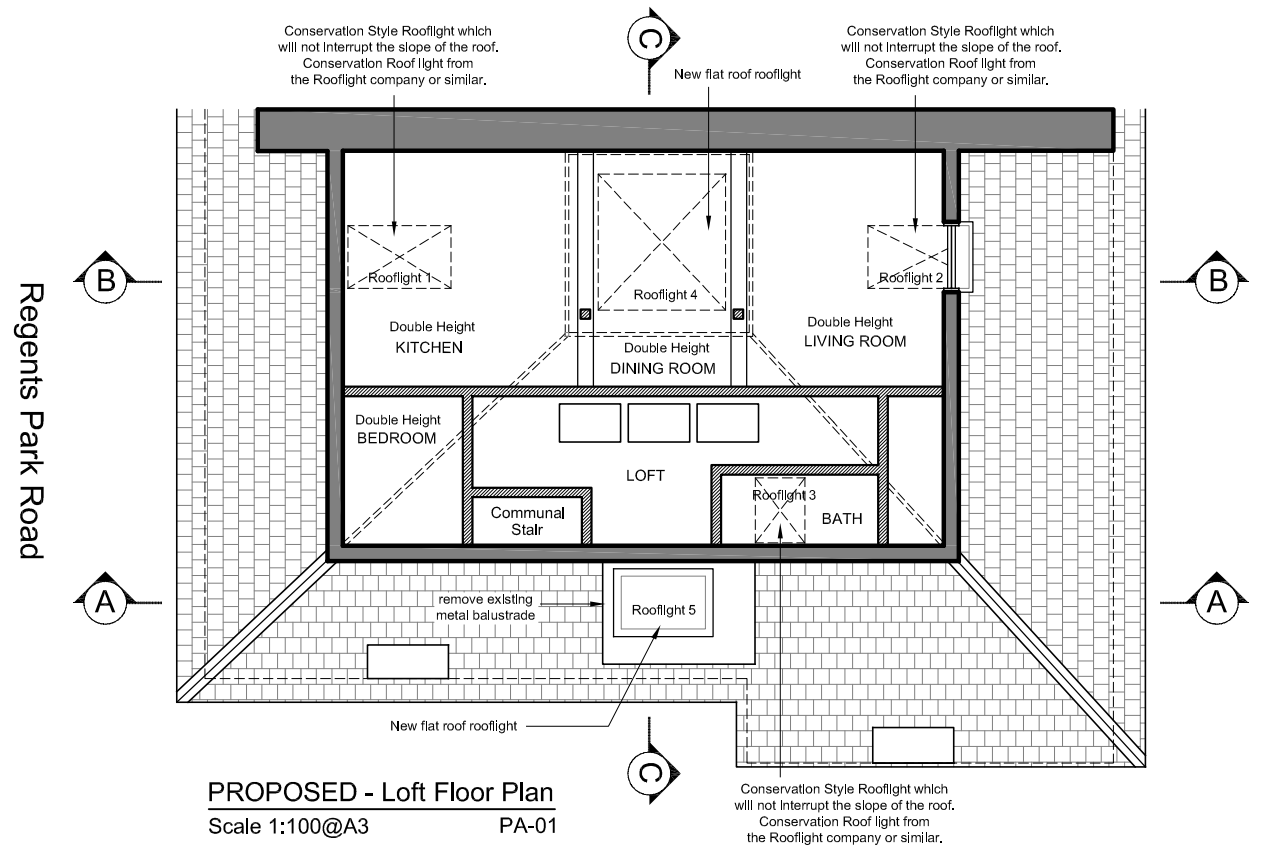 Conservation Style Rooflight which
will not interrupt the slope of the roof.
Conservation Roof light from
the Rooflight company or similar.
C
New flat roof rooflight
Conservation Style Rooflight which
will not interrupt the slope of the roof.
Conservation Roof light from
the Rooflight company or similar.
B
Rooflight 1
Rooflight 4
Rooflight 2
B
Regents Park Road
Double Height
KITCHEN
Double Height
DINING ROOM
Double Height
LIVING ROOM
Double Height
BEDROOM
LOFT
Communal
Stair
Rooflight 3
BATH
A
remove existing
metal balustrade
Rooflight 5
A
New flat roof rooflight
C
PROPOSED - Loft Floor Plan
Scale 1:100@A3 PA-01
Conservation Style Rooflight which
will not interrupt the slope of the roof.
Conservation Roof light from
the Rooflight company or similar.